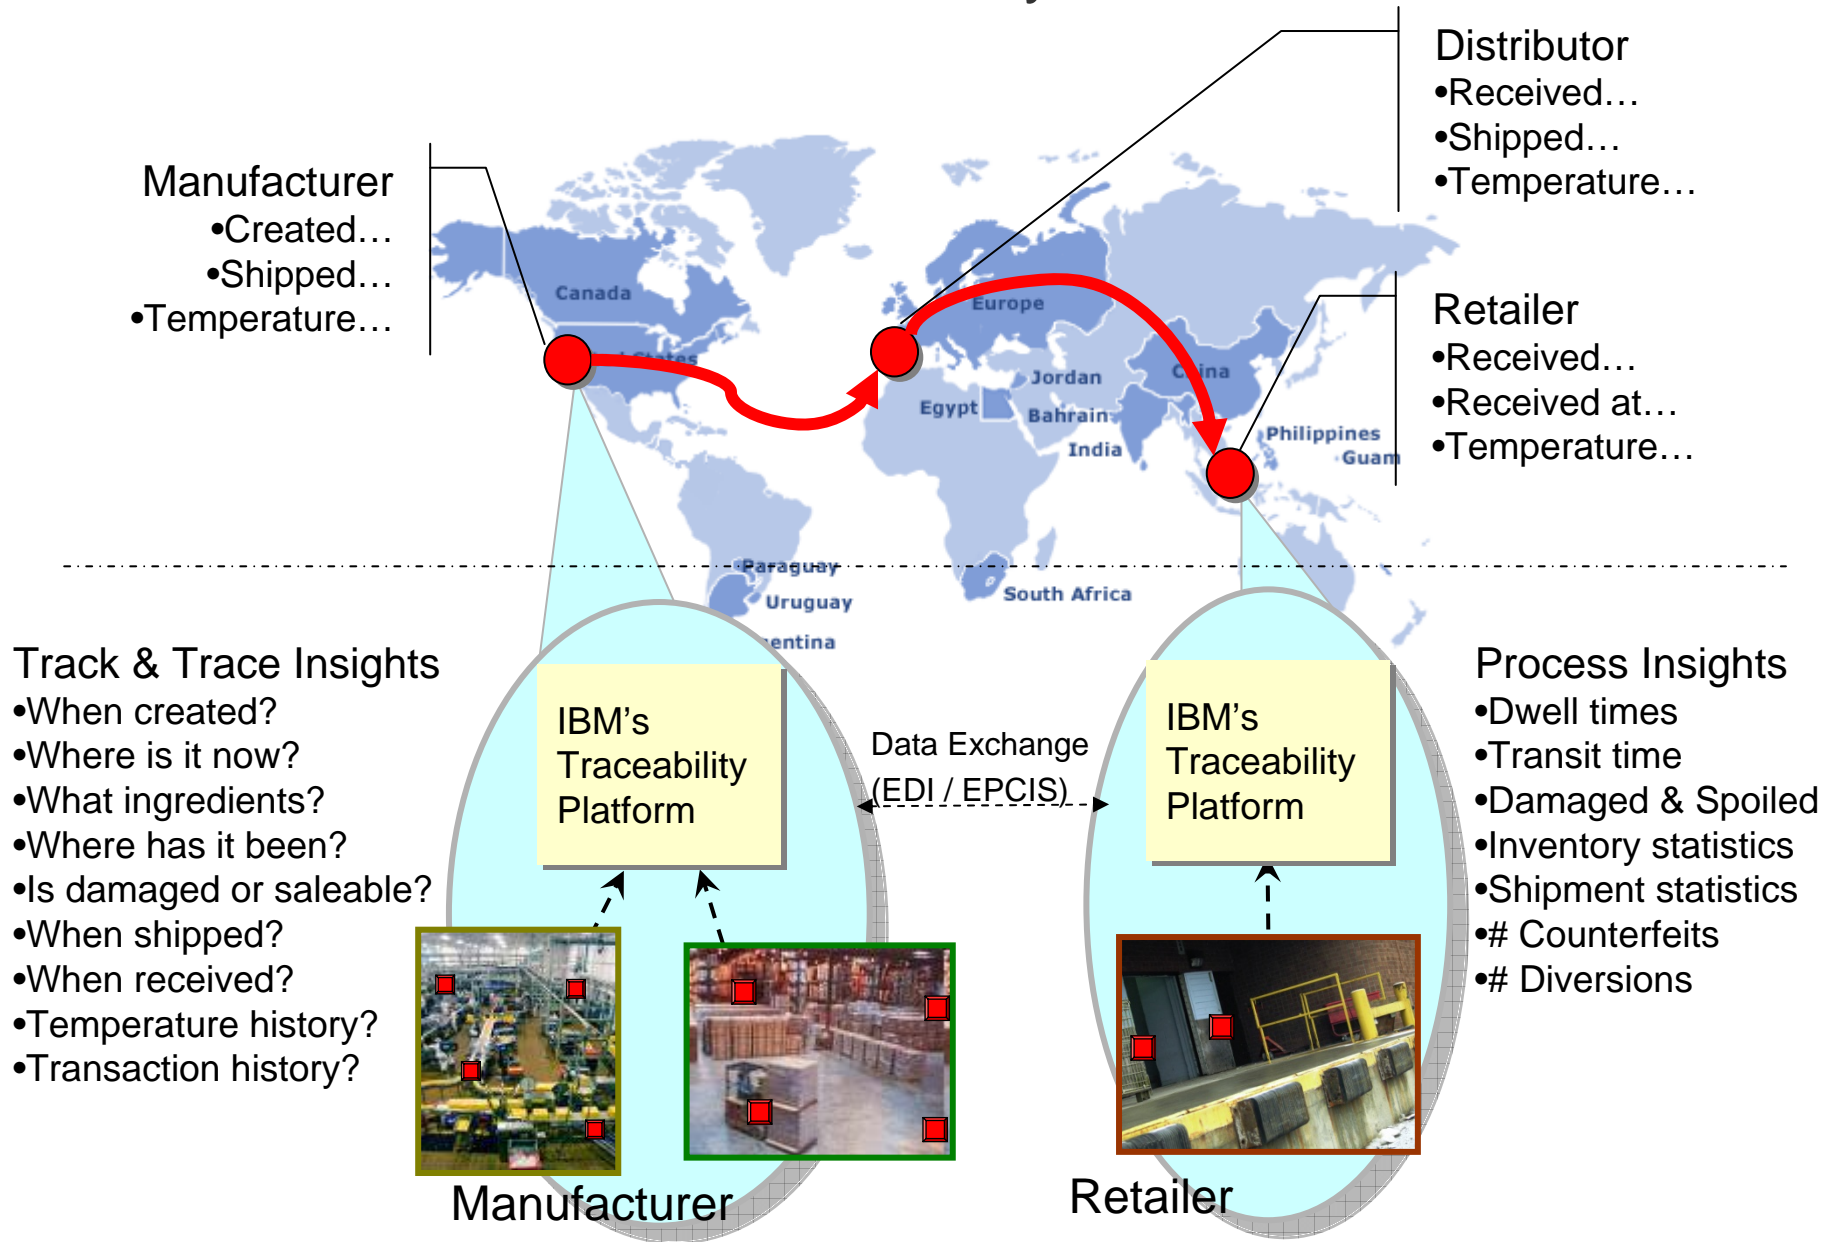 Distributor
•Received…
•Shipped…
•Temperature…
Manufacturer
•Created…
•Shipped…
•Temperature…
Retailer
•Received…
•Received at…
•Temperature…
Canada
Europe
States
China
Jordan
Egypt
Bahrain
India
Philippines
Guam
Paraguay
Uruguay
South Africa
entina
Track & Trace Insights
•When created?
•Where is it now?
•What ingredients?
•Where has it been?
•Is damaged or saleable?
•When shipped?
•When received?
•Temperature history?
•Transaction history?
IBM’s
Traceability
Platform
Data Exchange
(EDI / EPCIS)
IBM’s
Traceability
Platform
Process Insights
•Dwell times
•Transit time
•Damaged & Spoiled
•Inventory statistics
•Shipment statistics
•# Counterfeits
•# Diversions
Manufacturer
Retailer